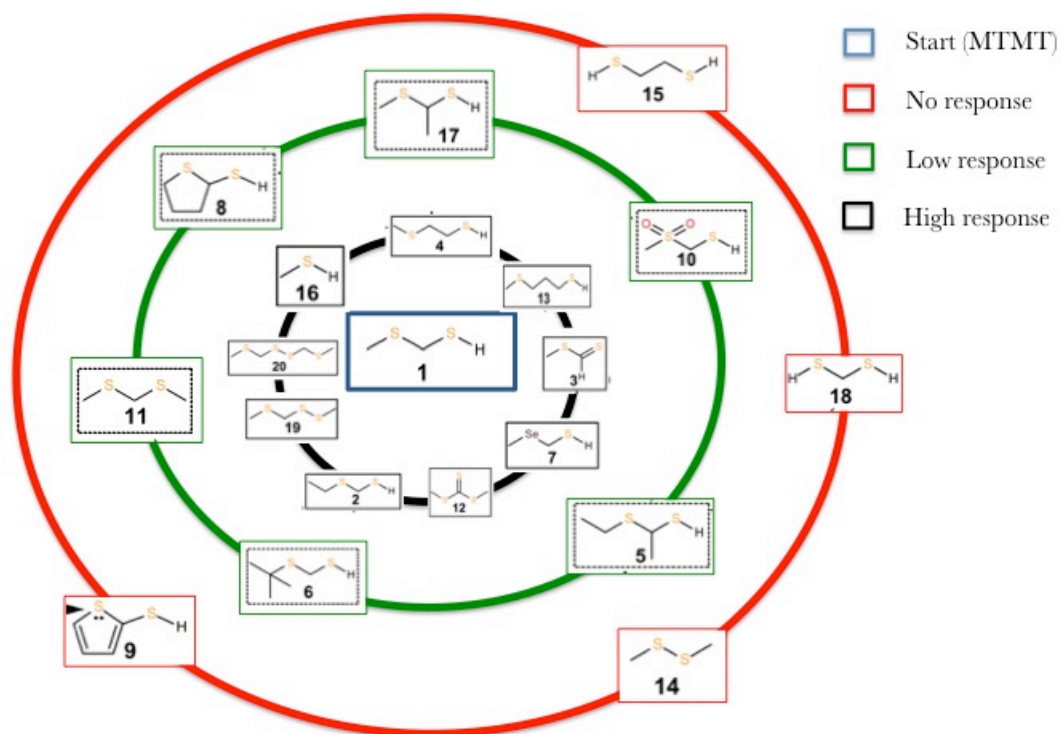 Start (MTMT)
No response
Low response
High response
H S S H
15
S S H
17
S S H
8
S S H
4
O O
S S H
10
S H
16
S S H
13
S S H
1
S S
H
3
S S S S
20
H S S H
18
S S
11
S S S
19
Se S H
7
S S H
2
S
S S
12
S S H
5
S S H
6
S S H
9
S S
14